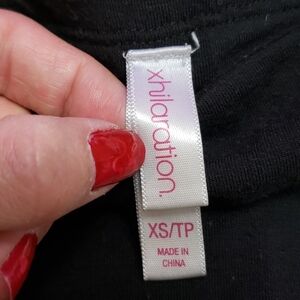 xhilaration.
XS/TP
MADE IN
CHINA